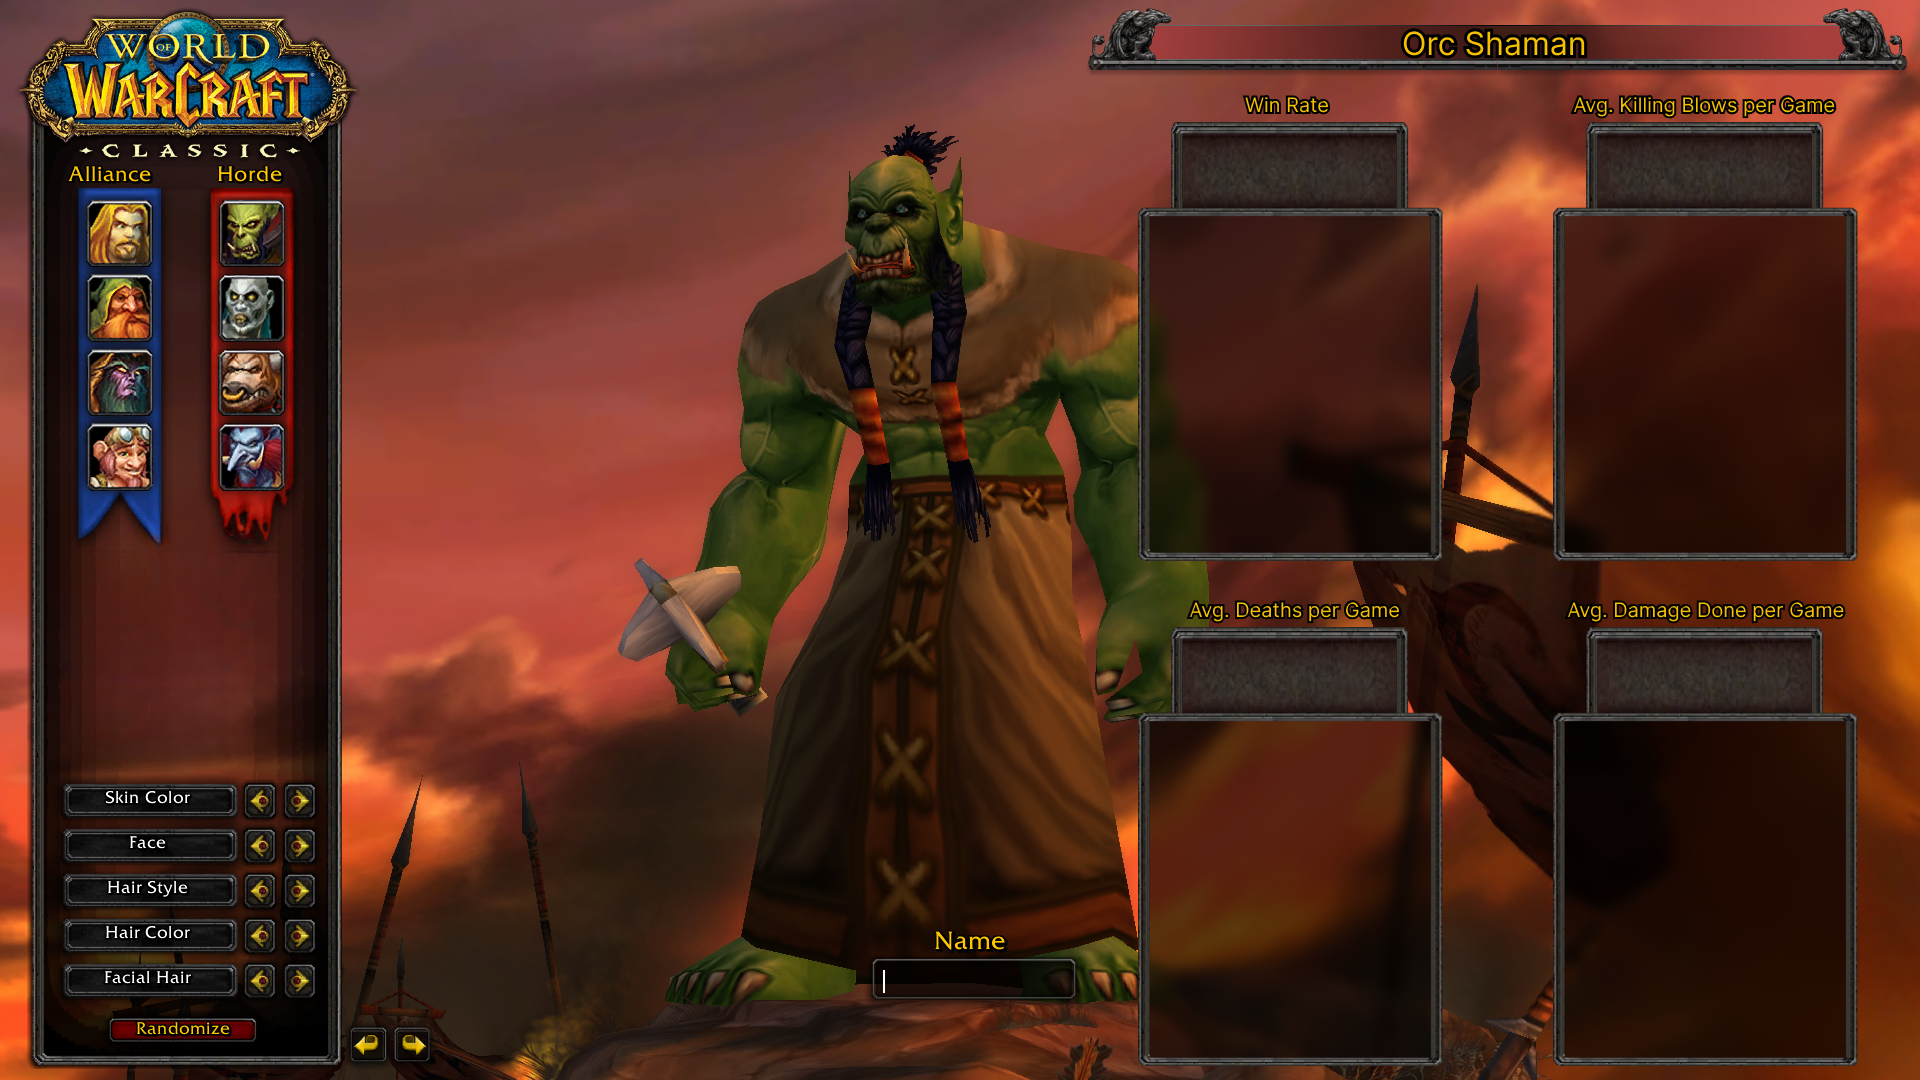 WORLD OF WARCRAFT
CLASSIC
Alliance
Horde
Skin Color
Face
Hair Style
Hair Color
Facial Hair
Randomize
Name
Orc Shaman
Win Rate
Avg. Killing Blows per Game
Avg. Deaths per Game
Avg. Damage Done per Game